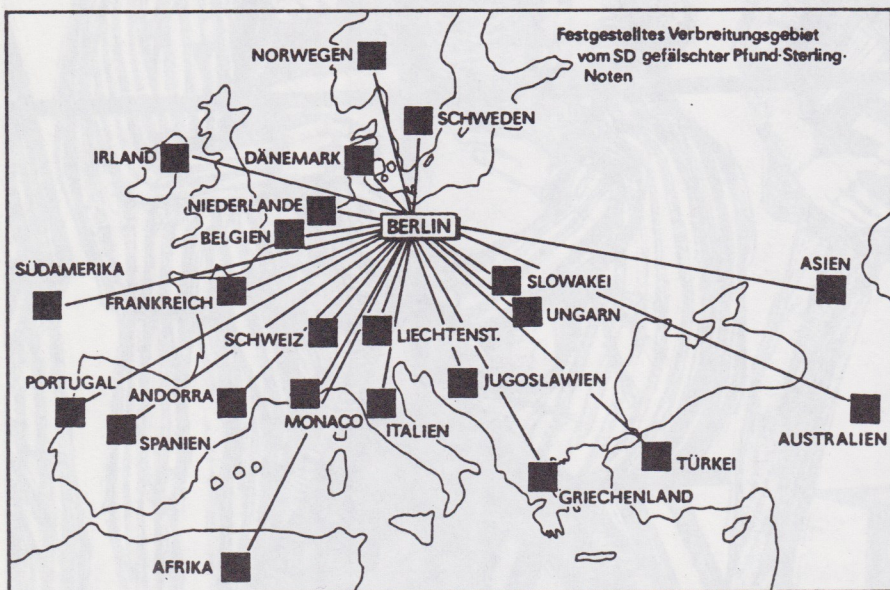 Festgestelltes Verbreitungsgebiet
vom SD gefälschter Pfund-Sterling-
Noten
NORWEGEN
SCHWEDEN
IRLAND
DÄNEMARK
NIEDERLANDE
BELGIEN
BERLIN
SÜDAMERIKA
FRANKREICH
SLOWAKEI
ASIEN
UNGARN
SCHWEIZ
LIECHTENST.
PORTUGAL
ANDORRA
MONACO
JUGOSLAWIEN
SPANIEN
ITALIEN
AUSTRALIEN
TÜRKEI
GRIECHENLAND
AFRIKA